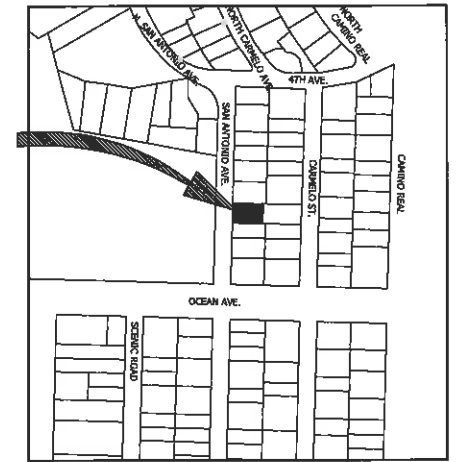 N. SAN ANTONIO AVE.
NORTH CARMELO AVE
NORTH
CAMINO REAL
4TH AVE.
SAN ANTONIO AVE.
CARMELO ST.
CAMINO REAL
OCEAN AVE.
SCENIC ROAD